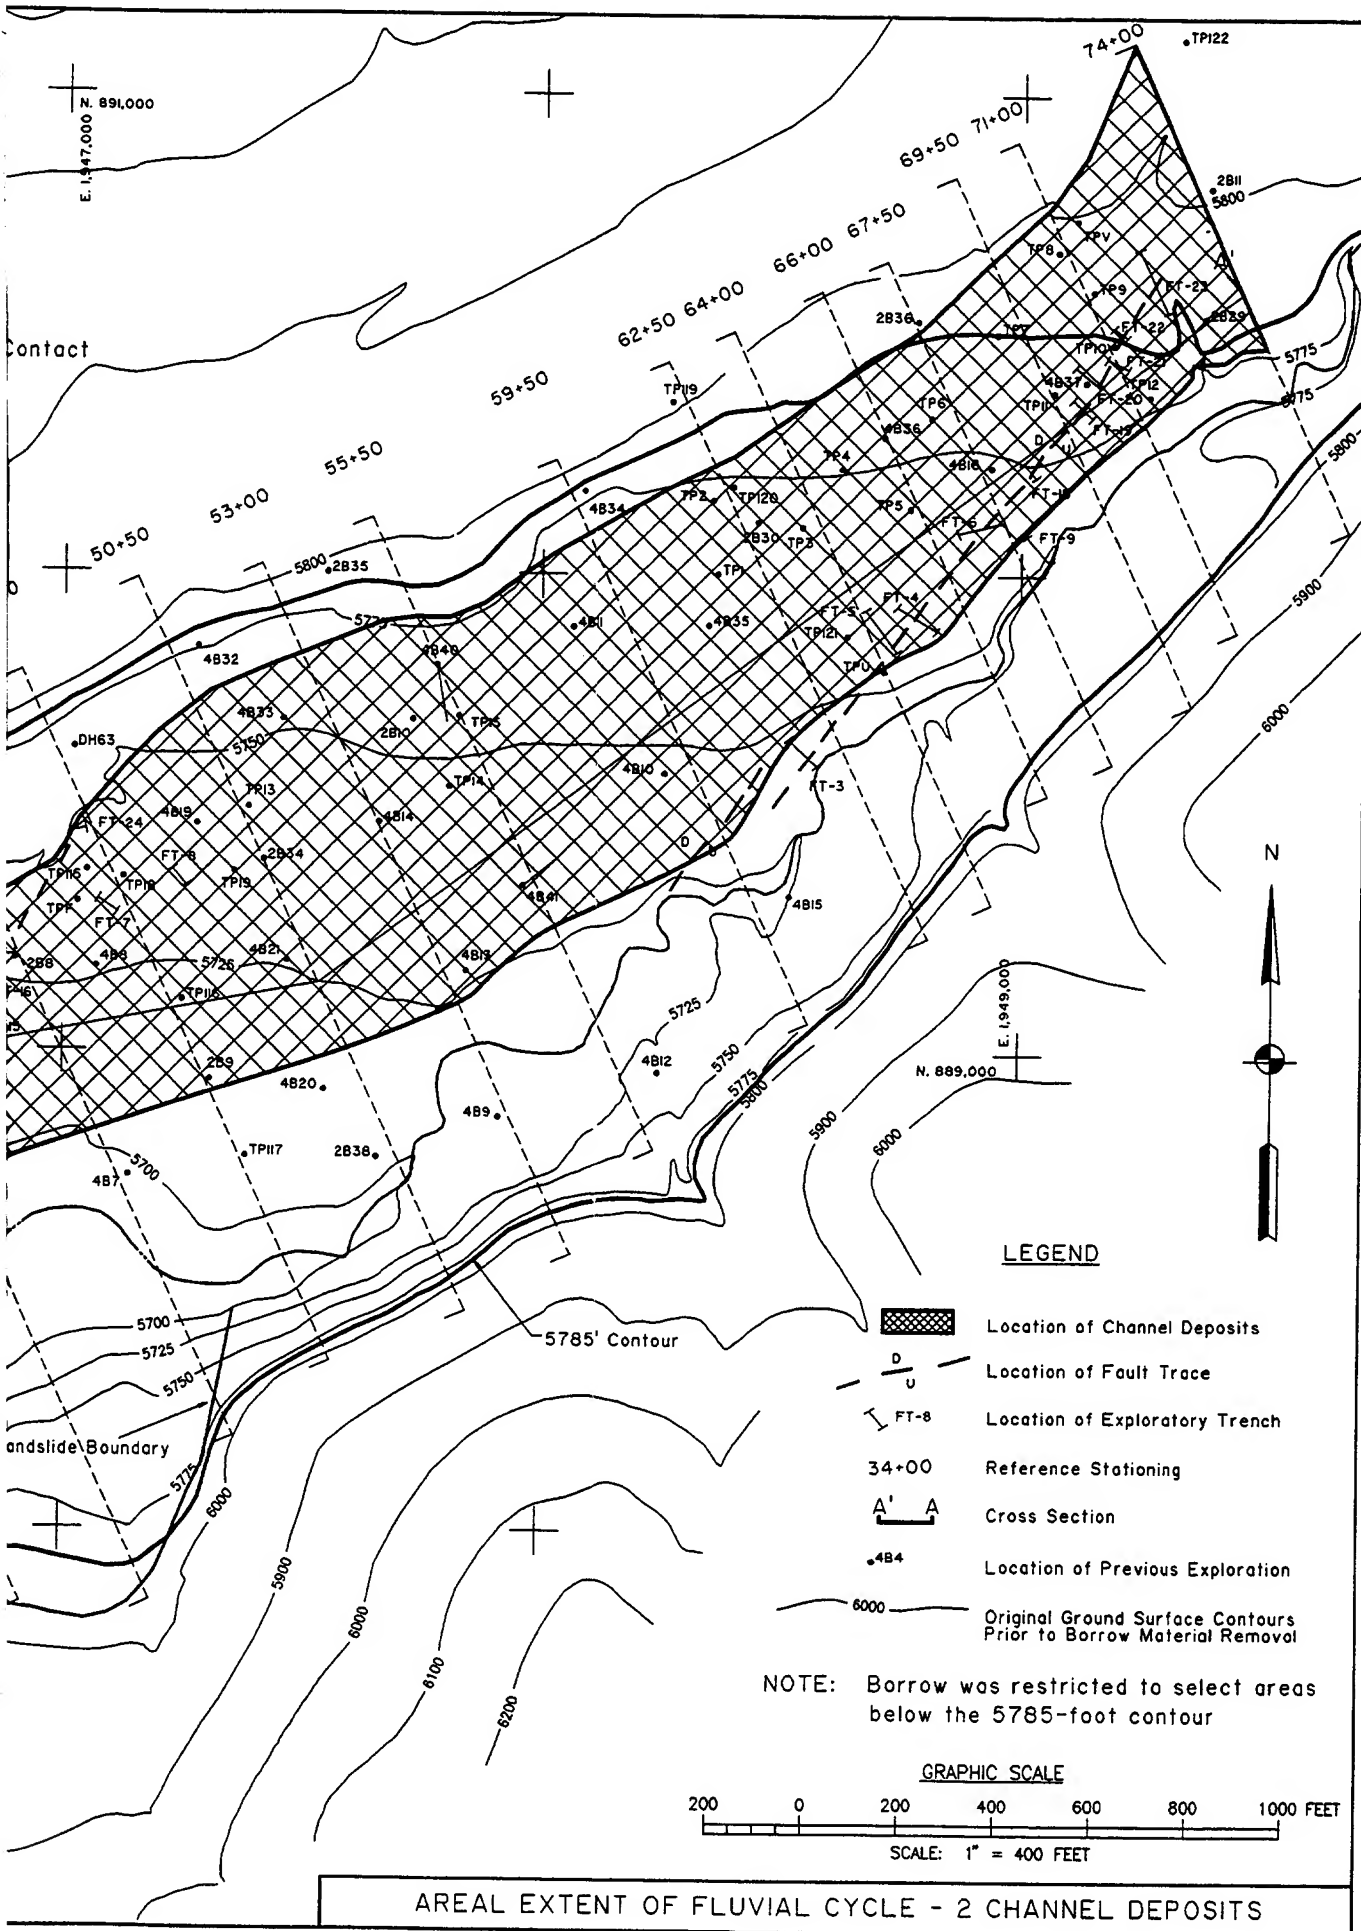 74+00
TP122
N. 891,000
E. 1,947,000
71+00
69+50
67+50
66+00
64+00
62+50
59+50
55+50
53+00
50+50
2B11
5800
TPV
TP8
A'
TP9
FT-23
FT-22
2B29
2B36
TP7
TP10
FT-21
5775
5775
Contact
4B37
TP12
TP11
FT-20
TP119
TP6
FT-19
4B36
D
U
5800
TP4
4B16
TP2
TP120
4B34
TP5
FT-6
2B30
TP3
FT-9
5800
2B35
TP1
5900
FT-4
FT-5
4B11
4B35
TP121
4B32
4B40
TPU
6000
4B33
2B10
TP15
DH63
5750
4B10
TP14
FT-3
TP13
4B19
4B14
FT-24
D
FT-8
2B34
TP115
TP18
TP19
4B41
TPF
4B15
FT-7
N
2B8
4B8
4B21
5725
4B13
TP116
5725
E. 1,949,000
N. 889,000
2B9
4B20
4B12
5750
5775
5800
4B9
5900
6000
TP117
2B38
5700
4B7
LEGEND
5700
5725
5750
5785' Contour
Location of Channel Deposits
D
U
Location of Fault Trace
FT-8
Location of Exploratory Trench
andslide Boundary
5775
6000
34+00
Reference Stationing
A' A
Cross Section
4B4
Location of Previous Exploration
5900
6000
6000
Original Ground Surface Contours
Prior to Borrow Material Removal
6100
6200
NOTE: Borrow was restricted to select areas
below the 5785-foot contour
GRAPHIC SCALE
200 0 200 400 600 800 1000 FEET
SCALE: 1" = 400 FEET
AREAL EXTENT OF FLUVIAL CYCLE - 2 CHANNEL DEPOSITS